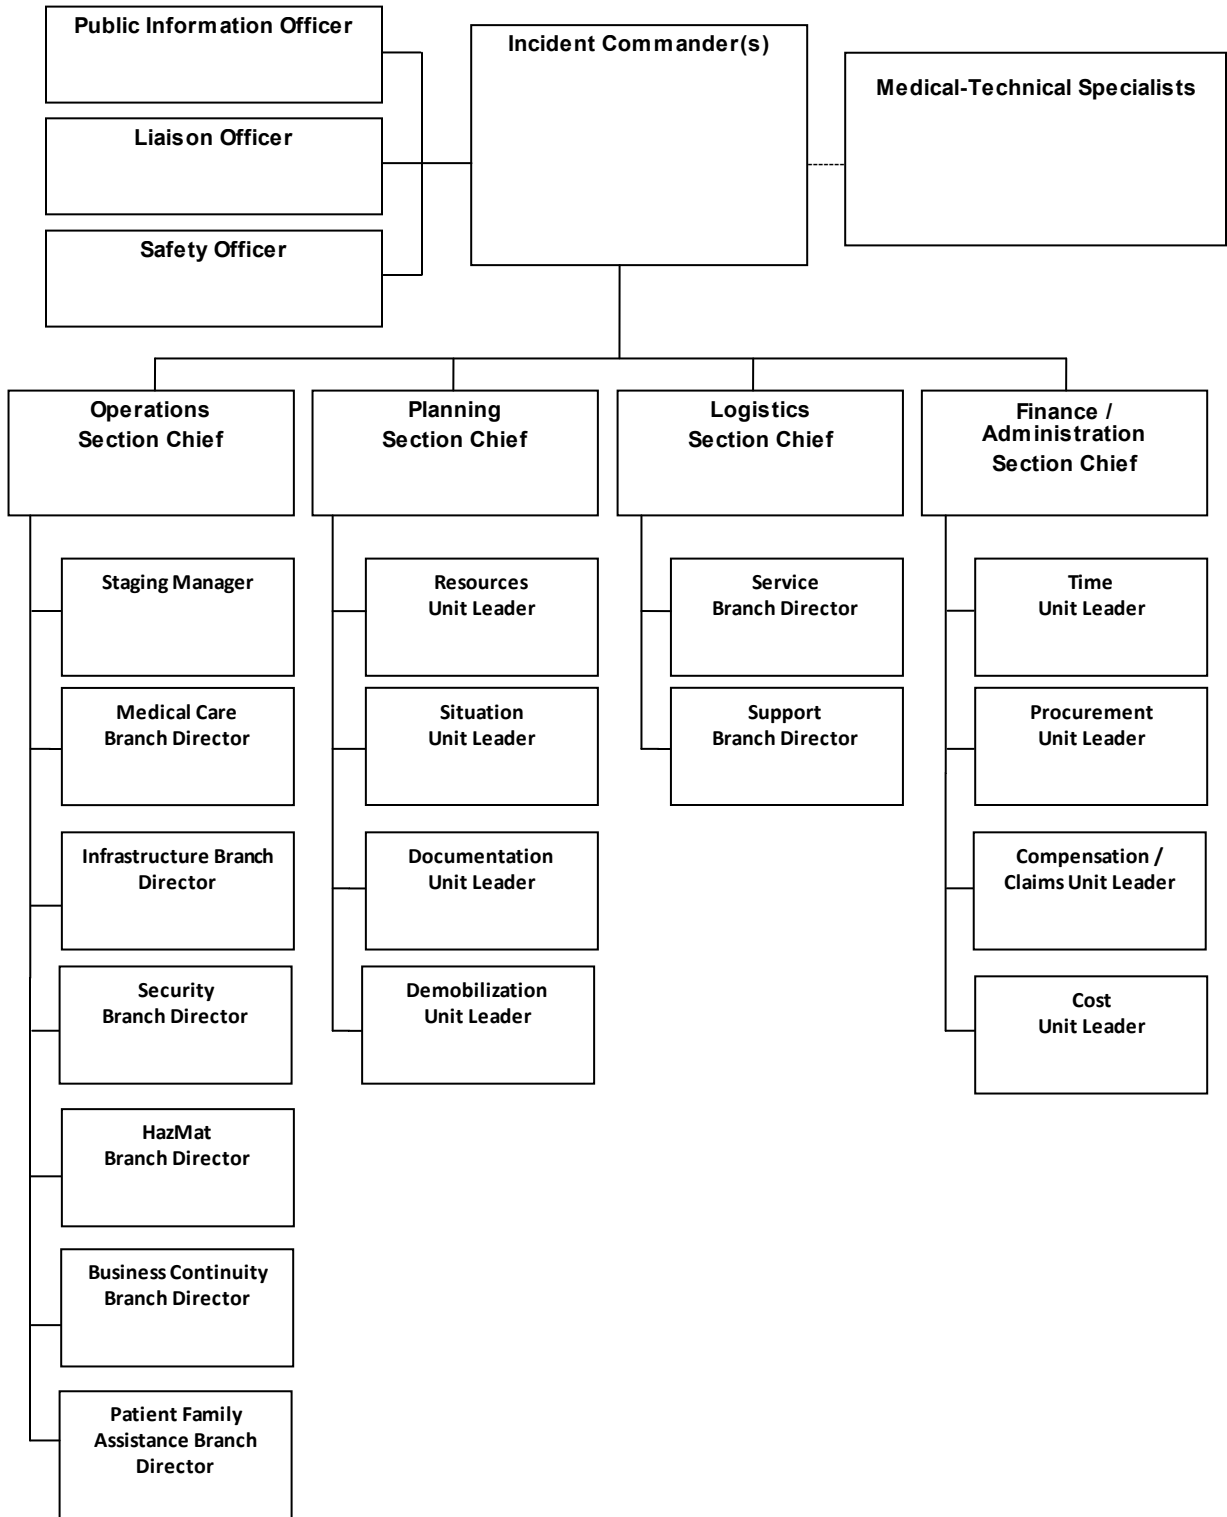 Public Information Officer
Incident Commander(s)
Medical-Technical Specialists
Liaison Officer
Safety Officer
Operations
Section Chief
Planning
Section Chief
Logistics
Section Chief
Finance /
Administration
Section Chief
Staging Manager
Medical Care
Branch Director
Infrastructure Branch
Director
Security
Branch Director
HazMat
Branch Director
Business Continuity
Branch Director
Patient Family
Assistance Branch
Director
Resources
Unit Leader
Situation
Unit Leader
Documentation
Unit Leader
Demobilization
Unit Leader
Service
Branch Director
Support
Branch Director
Time
Unit Leader
Procurement
Unit Leader
Compensation /
Claims Unit Leader
Cost
Unit Leader